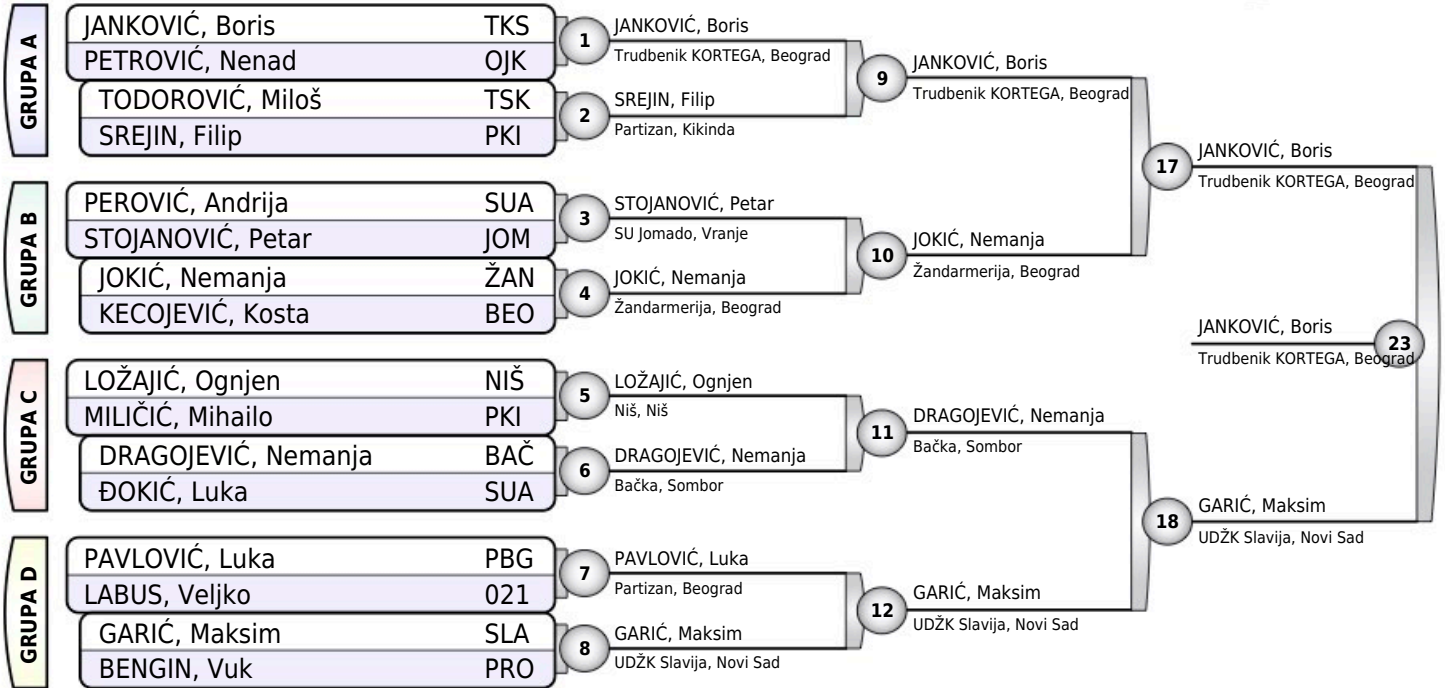 GRUPA A
JANKOVIĆ, Boris TKS
PETROVIĆ, Nenad OJK
TODOROVIĆ, Miloš TSK
SREJIN, Filip PKI
GRUPA B
PEROVIĆ, Andrija SUA
STOJANOVIĆ, Petar JOM
JOKIĆ, Nemanja ŽAN
KECOJEVIĆ, Kosta BEO
GRUPA C
LOŽAJIĆ, Ognjen NIŠ
MILIČIĆ, Mihailo PKI
DRAGOJEVIĆ, Nemanja BAČ
ĐOKIĆ, Luka SUA
GRUPA D
PAVLOVIĆ, Luka PBG
LABUS, Veljko 021
GARIĆ, Maksim SLA
BENGIN, Vuk PRO
1
JANKOVIĆ, Boris
Trudbenik KORTEGA, Beograd
2
SREJIN, Filip
Partizan, Kikinda
3
STOJANOVIĆ, Petar
SU Jomado, Vranje
4
JOKIĆ, Nemanja
Žandarmerija, Beograd
5
LOŽAJIĆ, Ognjen
Niš, Niš
6
DRAGOJEVIĆ, Nemanja
Bačka, Sombor
7
PAVLOVIĆ, Luka
Partizan, Beograd
8
GARIĆ, Maksim
UDŽK Slavija, Novi Sad
9
JANKOVIĆ, Boris
Trudbenik KORTEGA, Beograd
10
JOKIĆ, Nemanja
Žandarmerija, Beograd
11
DRAGOJEVIĆ, Nemanja
Bačka, Sombor
12
GARIĆ, Maksim
UDŽK Slavija, Novi Sad
17
JANKOVIĆ, Boris
Trudbenik KORTEGA, Beograd
18
GARIĆ, Maksim
UDŽK Slavija, Novi Sad
23
JANKOVIĆ, Boris
Trudbenik KORTEGA, Beograd